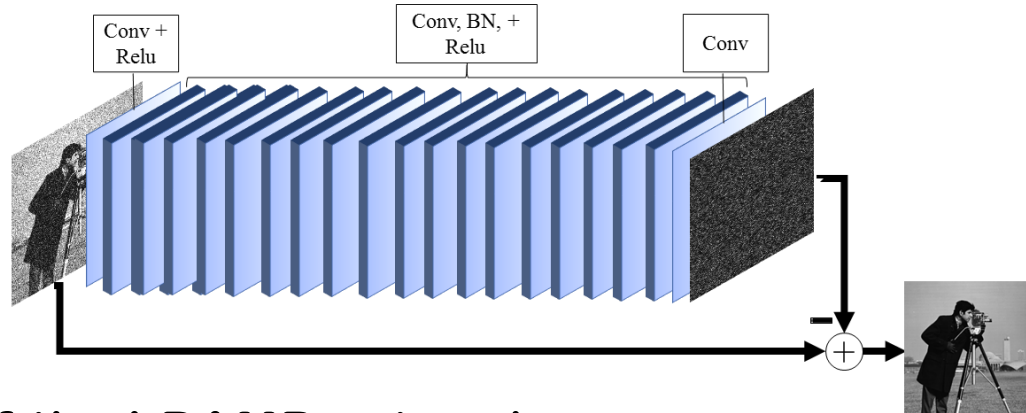 Conv +
Relu
Conv, BN, +
Relu
Conv